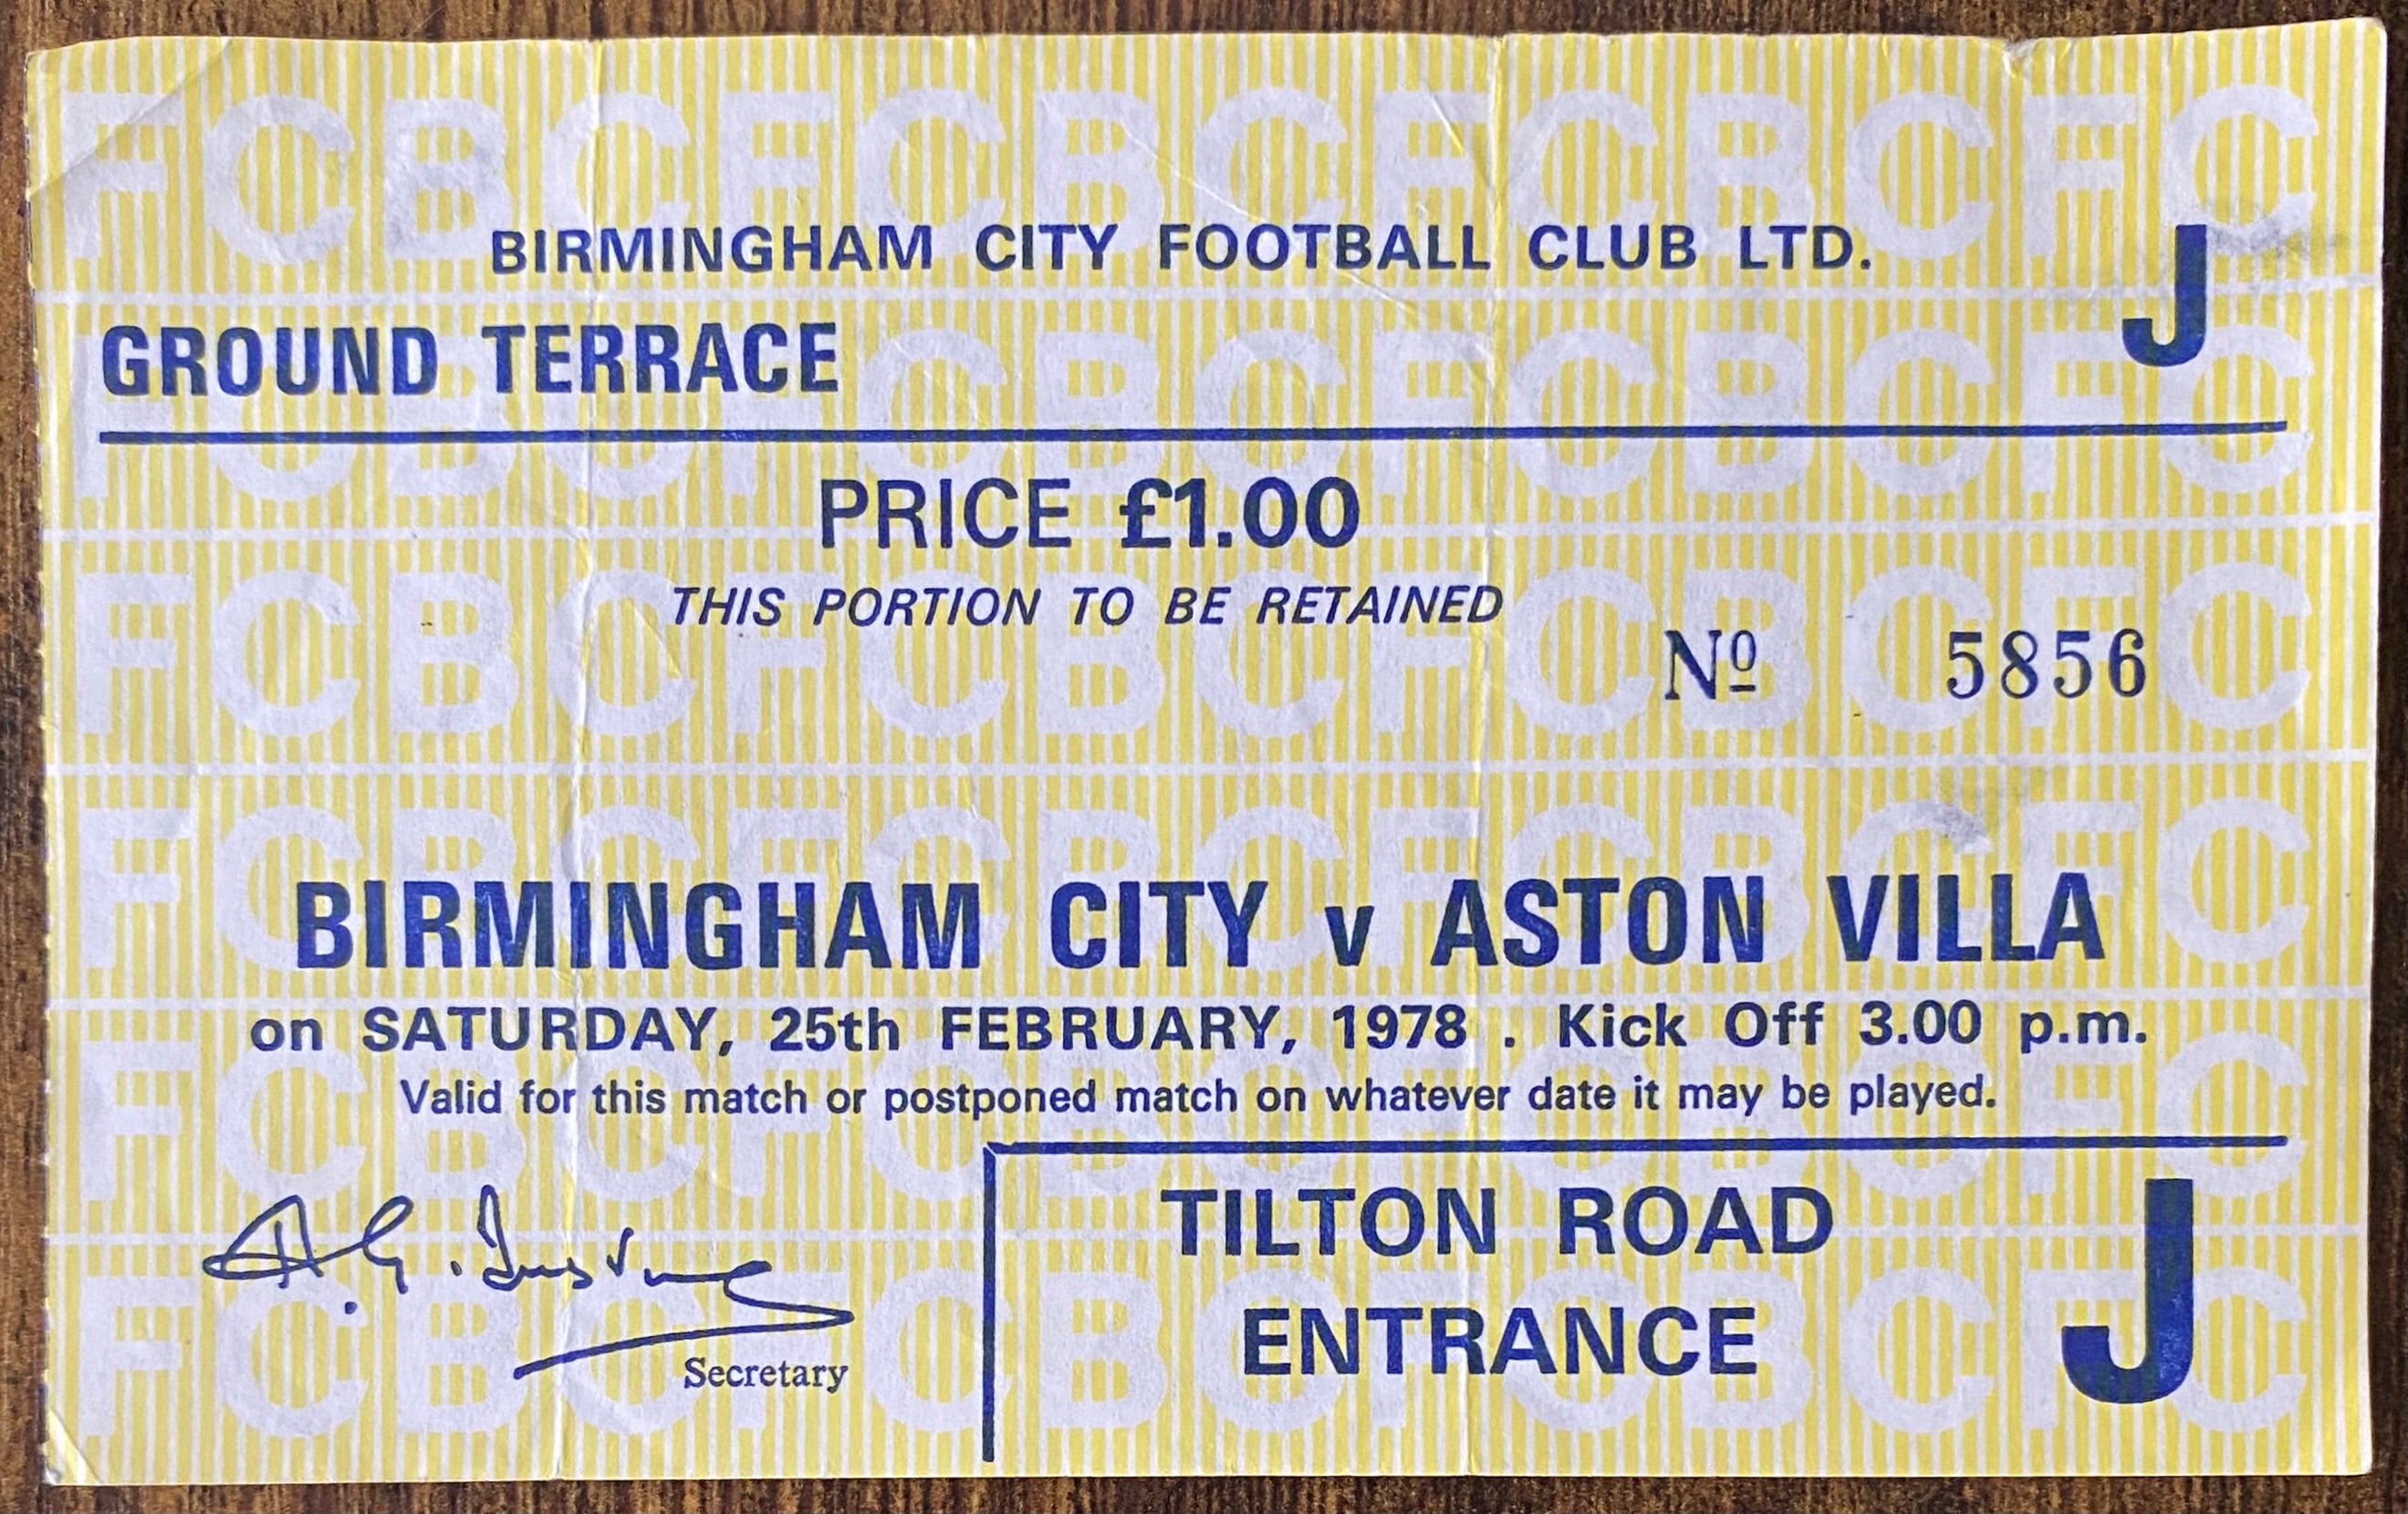 BIRMINGHAM CITY FOOTBALL CLUB LTD.
J
GROUND TERRACE
PRICE £1.00
THIS PORTION TO BE RETAINED
Nº 5856
BIRMINGHAM CITY v ASTON VILLA
on SATURDAY, 25th FEBRUARY, 1978 . Kick Off 3.00 p.m.
Valid for this match or postponed match on whatever date it may be played.
Secretary
TILTON ROAD
ENTRANCE
J